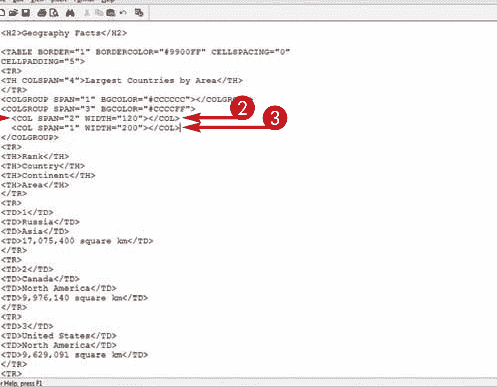 <H2>Geography Facts</H2>
<TABLE BORDER="1" BORDERCOLOR="#9900FF" CELLSPACING="0"
CELLPADDING="5">
<TR>
<TH COLSPAN="4">Largest Countries by Area</TH>
</TR>
<COLGROUP SPAN="1" BGCOLOR="#CCCCCC"></COLGROUP>
<COLGROUP SPAN="3" BGCOLOR="#CCCCFF">
<COL SPAN="2" WIDTH="120"></COL> 2
<COL SPAN="1" WIDTH="200"></COL> 3
</COLGROUP>
<TR>
<TH>Rank</TH>
<TH>Country</TH>
<TH>Continent</TH>
<TH>Area</TH>
</TR>
<TR>
<TD>1</TD>
<TD>Russia</TD>
<TD>Asia</TD>
<TD>17,075,400 square km</TD>
</TR>
<TR>
<TD>2</TD>
<TD>Canada</TD>
<TD>North America</TD>
<TD>9,976,140 square km</TD>
</TR>
<TR>
<TD>3</TD>
<TD>United States</TD>
<TD>North America</TD>
<TD>9,629,091 square km</TD>
</TR>
<TR>
Help, press F1